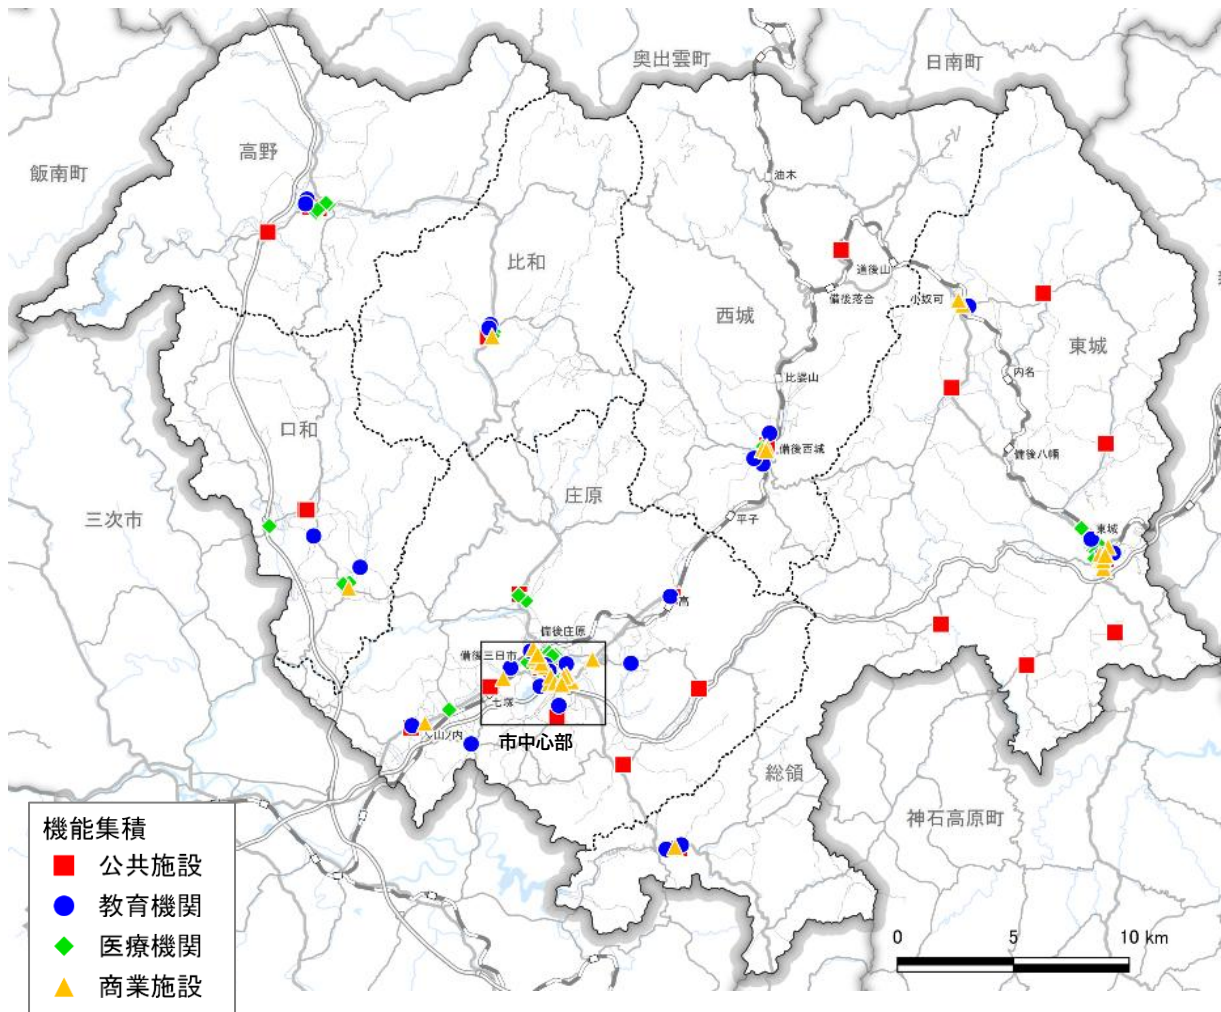 奥出雲町
日南町
高野
飯南町
油木
比和
道後山
備後落合
小奴可
西城
東城
内名
比婆山
口和
備後西城
備後八幡
庄原
三次市
平子
東城
高
備後庄原
備後三日市
七塚
山ノ内
市中心部
総領
神石高原町
機能集積
公共施設
教育機関
医療機関
商業施設
0 5 10 km